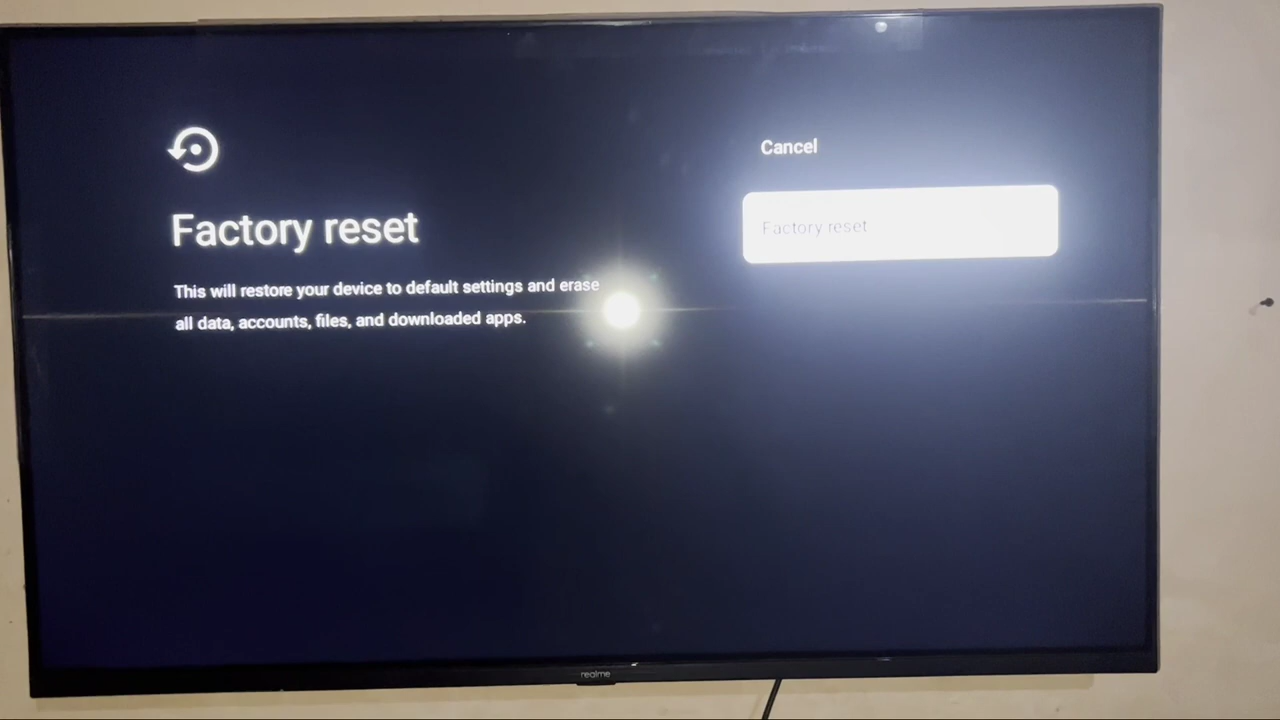 Factory reset
This will restore your device to default settings and erase
all data, accounts, files, and downloaded apps.
Cancel
Factory reset
realme